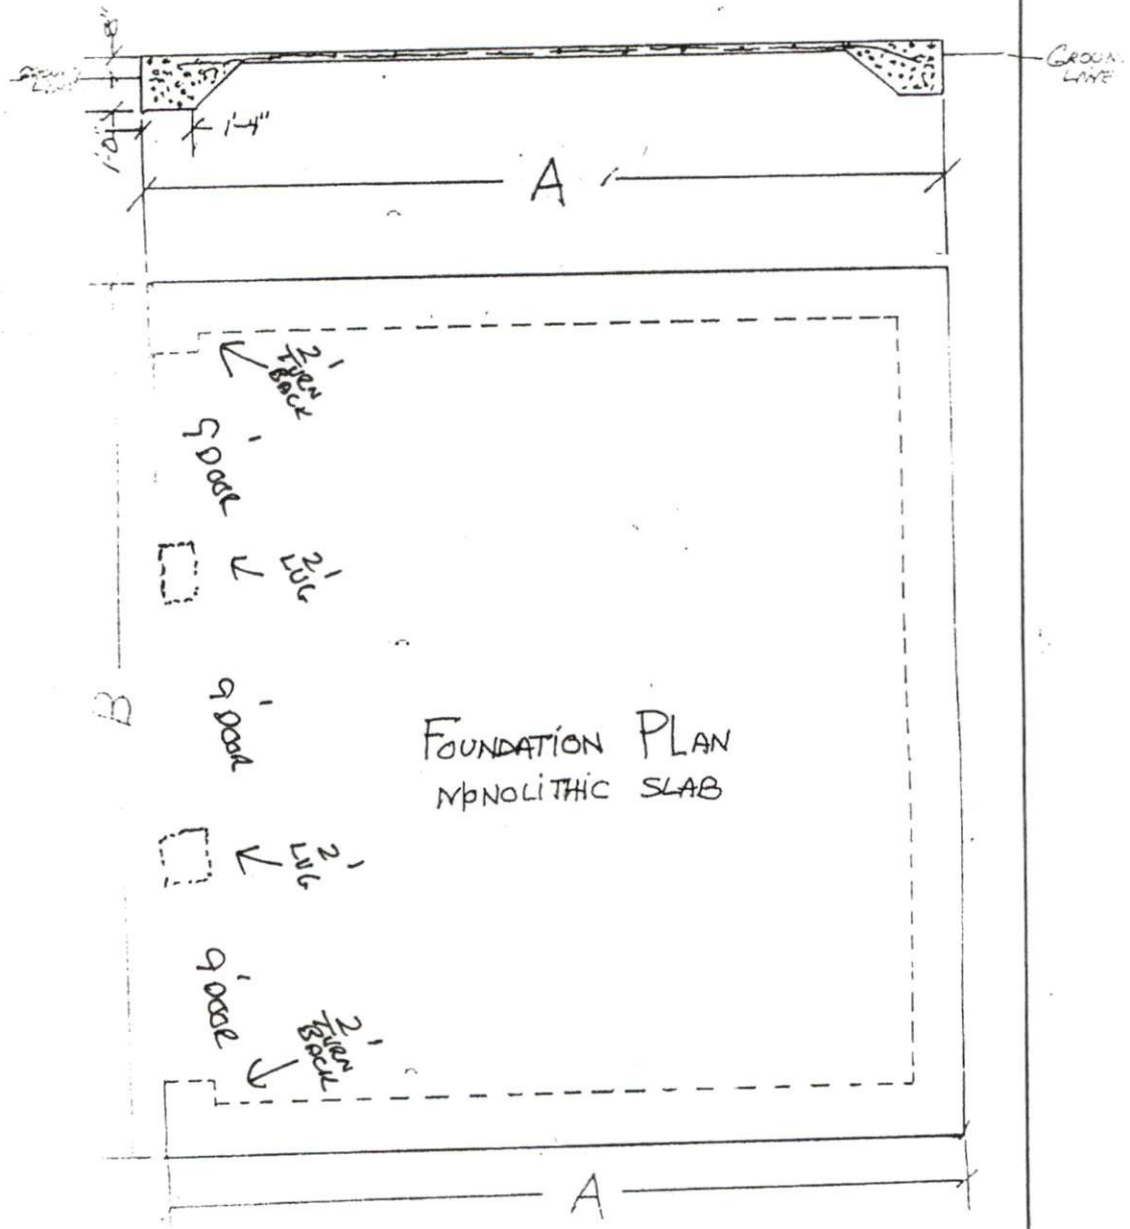 8"
GROUND
LINE
1'-4"
1'-0"
A
2'
TURN
BACK
9'
DOOR
2'
LUG
9'
DOOR
B
FOUNDATION PLAN
MONOLITHIC SLAB
2'
LUG
9'
DOOR
2'
TURN
BACK
A